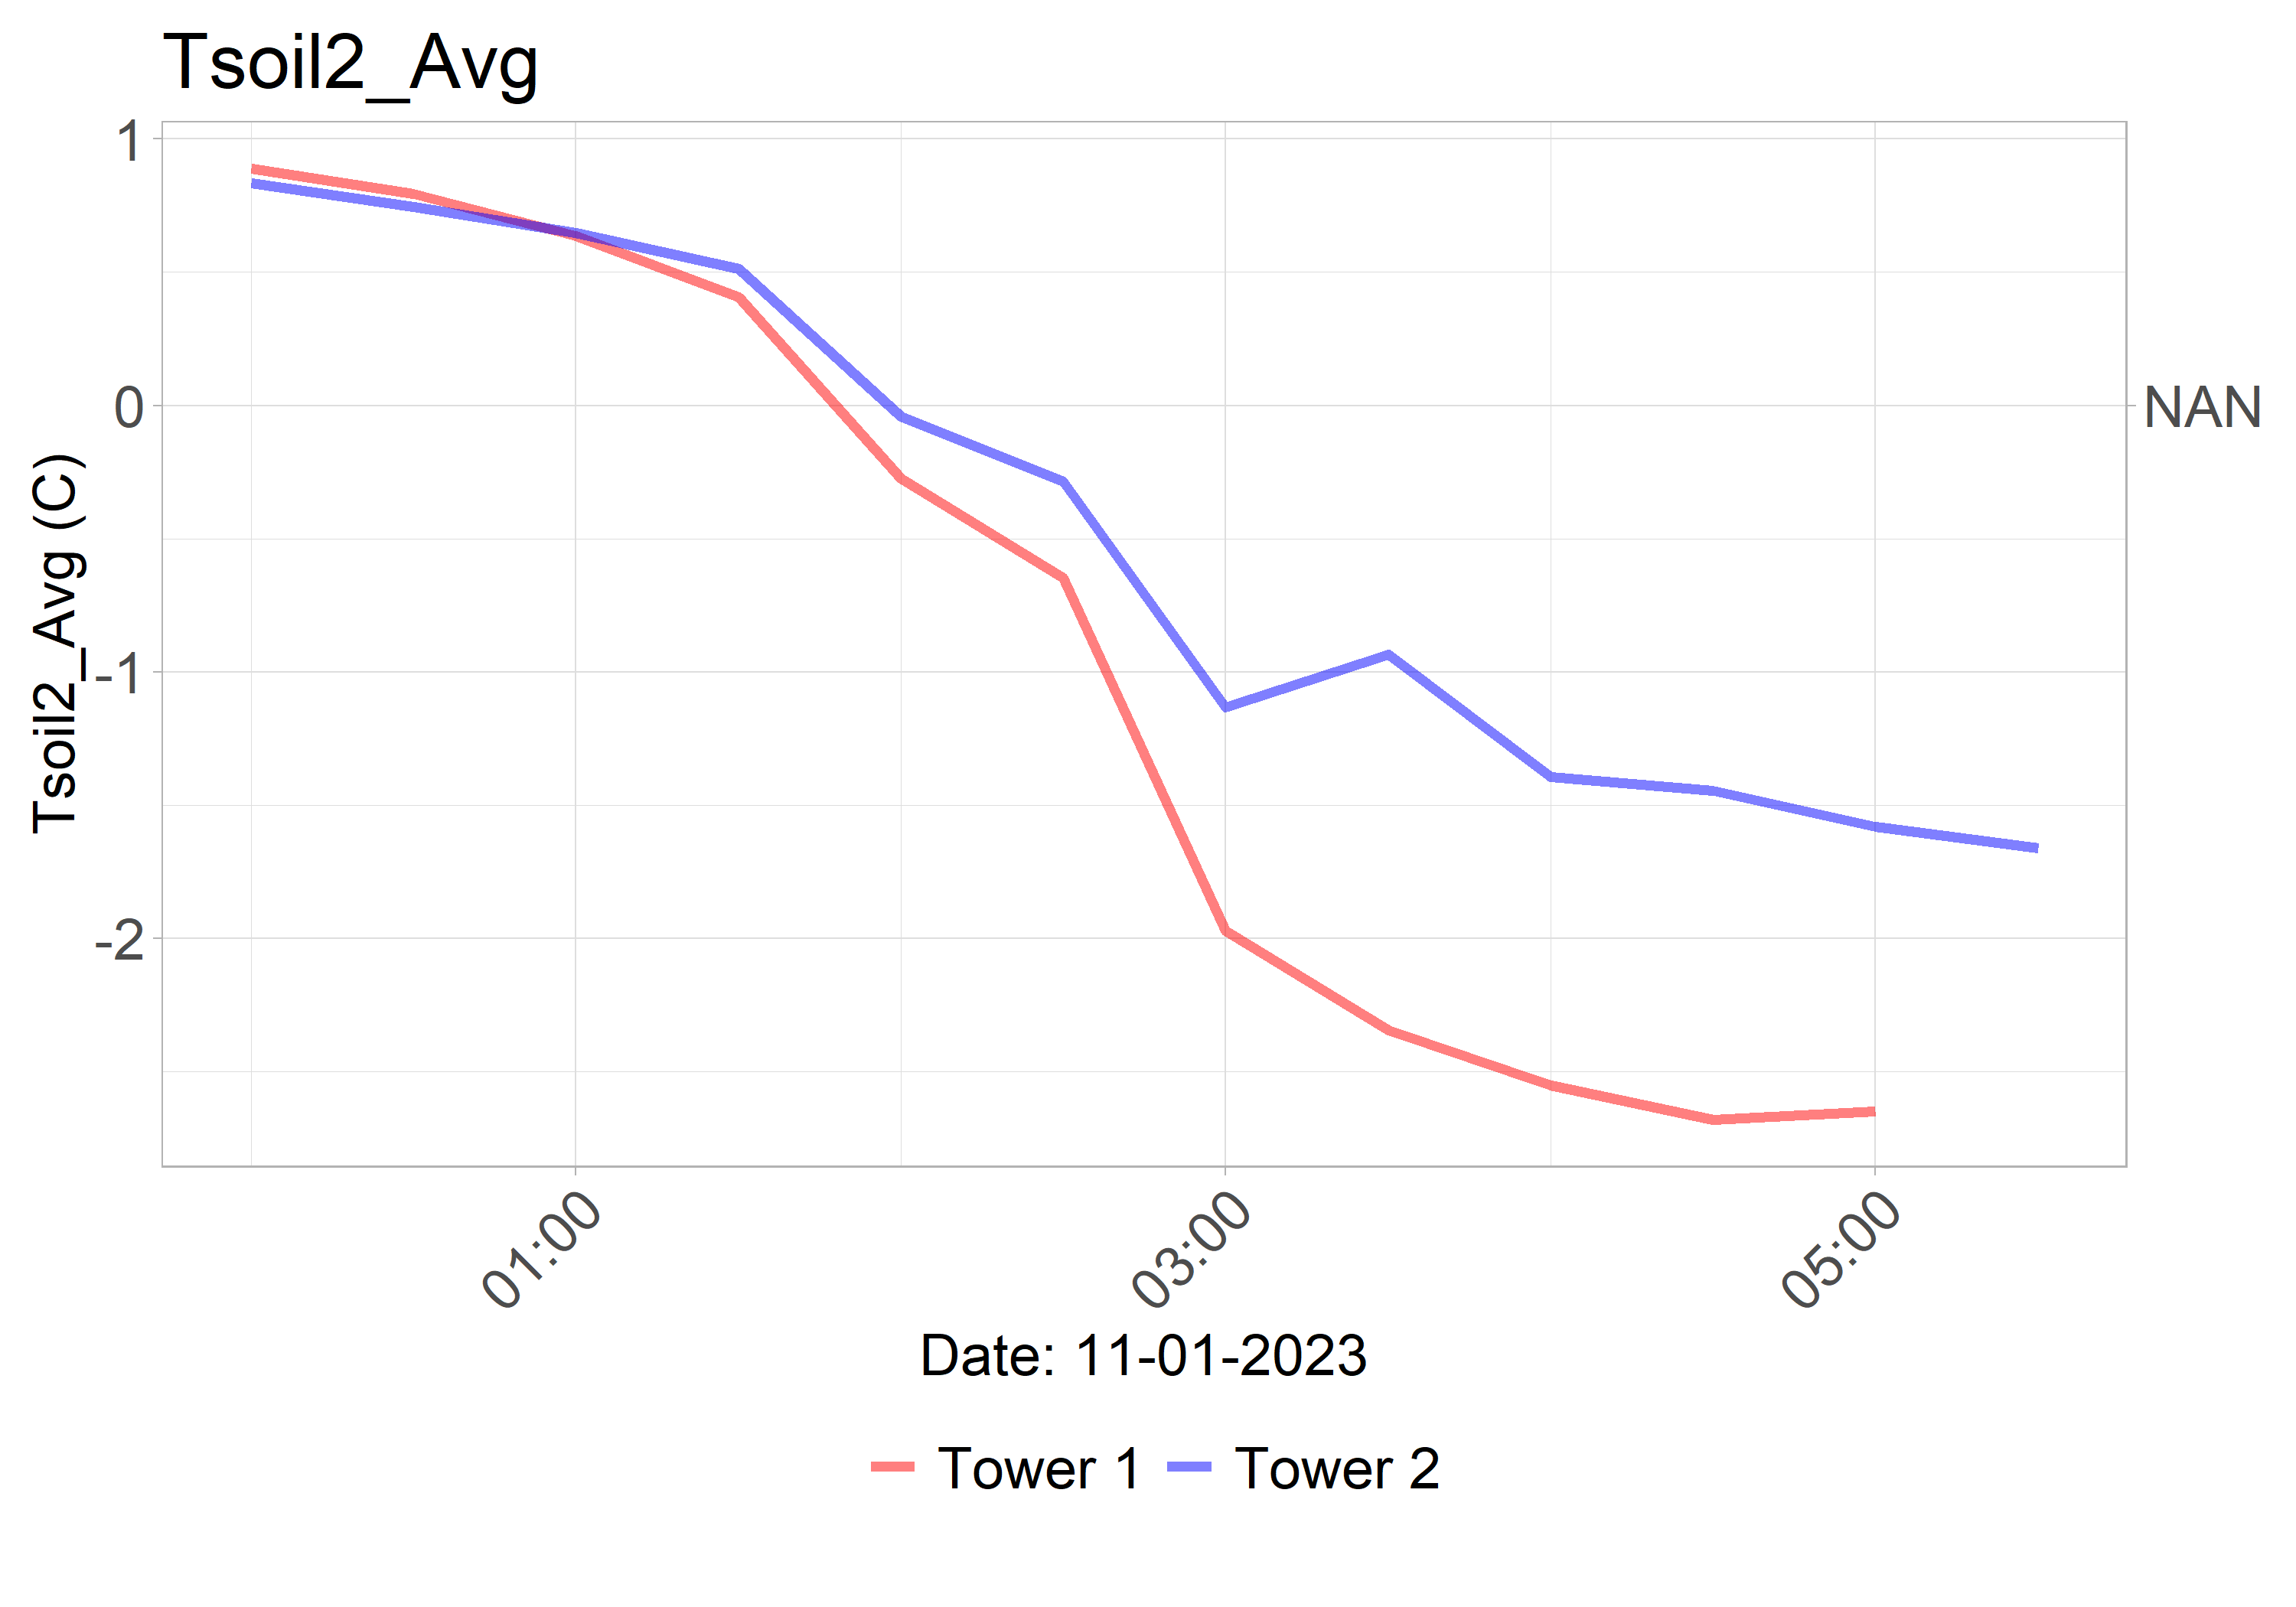 Tsoil2_Avg
Tsoil2_Avg (C)
1
0
-1
-2
NAN
01:00
03:00
05:00
Date: 11-01-2023
Tower 1
Tower 2